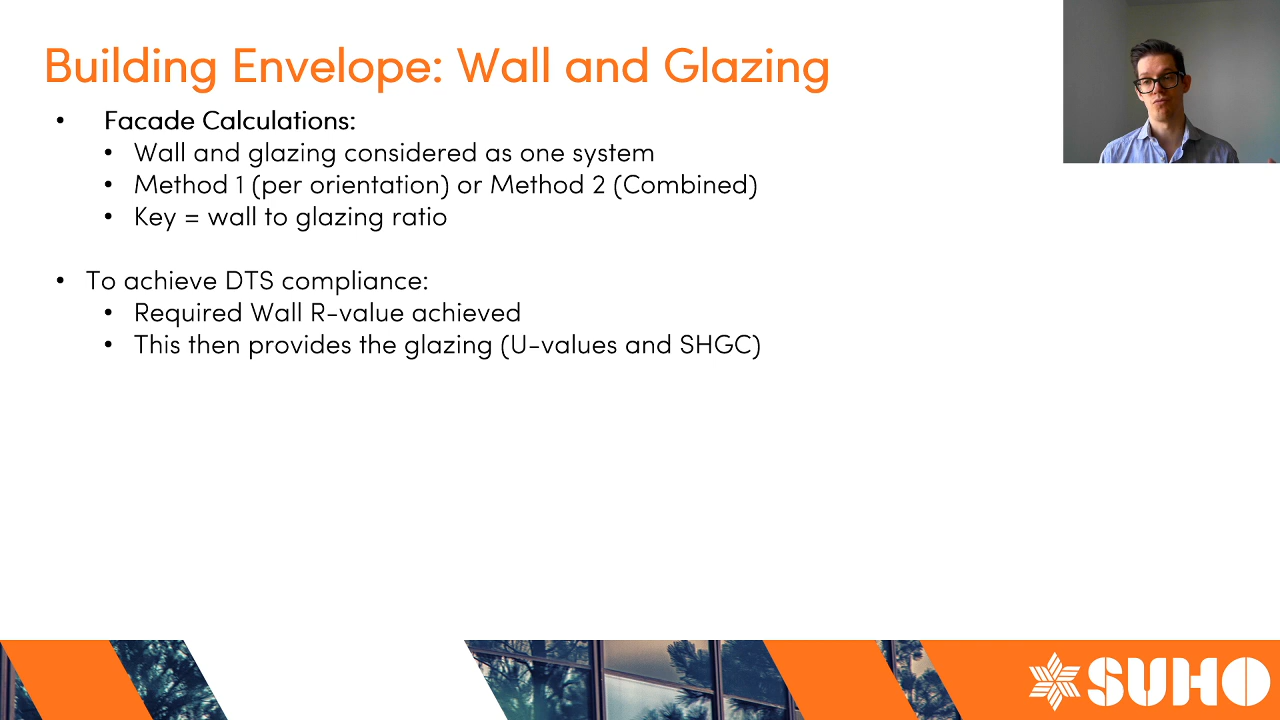 Building Envelope: Wall and Glazing
• Facade Calculations:
• Wall and glazing considered as one system
• Method 1 (per orientation) or Method 2 (Combined)
• Key = wall to glazing ratio
• To achieve DTS compliance:
• Required Wall R-value achieved
• This then provides the glazing (U-values and SHGC)
SUHO